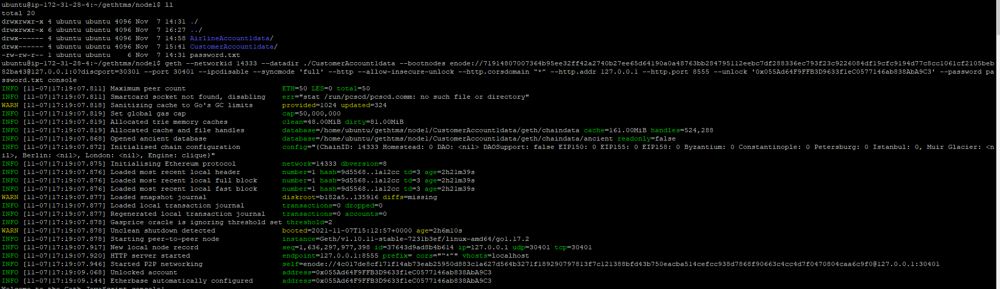 ubuntu@ip-172-31-28-4:~/gethtms/node1$ ll
total 20
drwxrwxr-x 4 ubuntu ubuntu 4096 Nov  7 14:31 ./
drwxrwxr-x 6 ubuntu ubuntu 4096 Nov  7 16:27 ../
drwx------ 4 ubuntu ubuntu 4096 Nov  7 14:58 AirlineAccount1data/
drwx------ 4 ubuntu ubuntu 4096 Nov  7 15:41 CustomerAccount1data/
-rw-rw-r-- 1 ubuntu ubuntu    6 Nov  7 14:31 password.txt
ubuntu@ip-172-31-28-4:~/gethtms/node1$ geth --networkid 14333 --datadir ./CustomerAccount1data --bootnodes enode://71914807007364b95ee32ff42a2740b27ee65d64190a0a48763bb284795112eebc7df288336ec793f23c9226084df19cfc9194d77c8cc1061cf2105beb
82ba43@127.0.0.1:0?discport=30301 --port 30401 --ipcdisable --syncmode 'full' --http --allow-insecure-unlock --http.corsdomain “*” --http.addr 127.0.0.1 --http.port 8555 --unlock '0x055Ad64F9FFB3D9633f1eC0577146ab838AbA9C3' --password pa
ssword.txt console
INFO [11-07|17:19:07.811] Maximum peer count                       ETH=50 LES=0 total=50
INFO [11-07|17:19:07.811] Smartcard socket not found, disabling    err="stat /run/pcscd/pcscd.comm: no such file or directory"
WARN [11-07|17:19:07.818] Sanitizing cache to Go's GC limits       provided=1024 updated=324
INFO [11-07|17:19:07.819] Set global gas cap                       cap=50,000,000
INFO [11-07|17:19:07.819] Allocated trie memory caches             clean=48.00MiB dirty=81.00MiB
INFO [11-07|17:19:07.819] Allocated cache and file handles         database=/home/ubuntu/gethtms/node1/CustomerAccount1data/geth/chaindata cache=161.00MiB handles=524,288
INFO [11-07|17:19:07.868] Opened ancient database                  database=/home/ubuntu/gethtms/node1/CustomerAccount1data/geth/chaindata/ancient readonly=false
INFO [11-07|17:19:07.872] Initialised chain configuration          config="{ChainID: 14333 Homestead: 0 DAO: <nil> DAOSupport: false EIP150: 0 EIP155: 0 EIP158: 0 Byzantium: 0 Constantinople: 0 Petersburg: 0 Istanbul: 0, Muir Glacier: <n
il>, Berlin: <nil>, London: <nil>, Engine: clique}"
INFO [11-07|17:19:07.875] Initialising Ethereum protocol           network=14333 dbversion=8
INFO [11-07|17:19:07.876] Loaded most recent local header          number=1 hash=9d5568..1a12cc td=3 age=2h21m39s
INFO [11-07|17:19:07.876] Loaded most recent local full block      number=1 hash=9d5568..1a12cc td=3 age=2h21m39s
INFO [11-07|17:19:07.876] Loaded most recent local fast block      number=1 hash=9d5568..1a12cc td=3 age=2h21m39s
WARN [11-07|17:19:07.877] Loaded snapshot journal                  diskroot=b182a5..135916 diffs=missing
INFO [11-07|17:19:07.877] Loaded local transaction journal         transactions=0 dropped=0
INFO [11-07|17:19:07.877] Regenerated local transaction journal    transactions=0 accounts=0
INFO [11-07|17:19:07.878] Gasprice oracle is ignoring threshold set threshold=2
WARN [11-07|17:19:07.878] Unclean shutdown detected                booted=2021-11-07T15:12:57+0000 age=2h6m10s
INFO [11-07|17:19:07.878] Starting peer-to-peer node               instance=Geth/v1.10.11-stable-7231b3ef/linux-amd64/go1.17.2
INFO [11-07|17:19:07.917] New local node record                    seq=1,636,297,977,398 id=37643d9ad8b4b614 ip=127.0.0.1 udp=30401 tcp=30401
INFO [11-07|17:19:07.920] HTTP server started                      endpoint=127.0.0.1:8555 prefix= cors="“*”" vhosts=localhost
INFO [11-07|17:19:07.946] Started P2P networking                   self=enode://4c017de8cf171f14ab73eab25950d883c1a627d564b3271f189290797813f7c121388bfd43b750eacba514cefcc938d7868f90663c4cc4d7f0470804caa6c9f0@127.0.0.1:30401
INFO [11-07|17:19:09.068] Unlocked account                         address=0x055Ad64F9FFB3D9633f1eC0577146ab838AbA9C3
INFO [11-07|17:19:09.144] Etherbase automatically configured       address=0x055Ad64F9FFB3D9633f1eC0577146ab838AbA9C3
Welcome to the Geth JavaScript console!